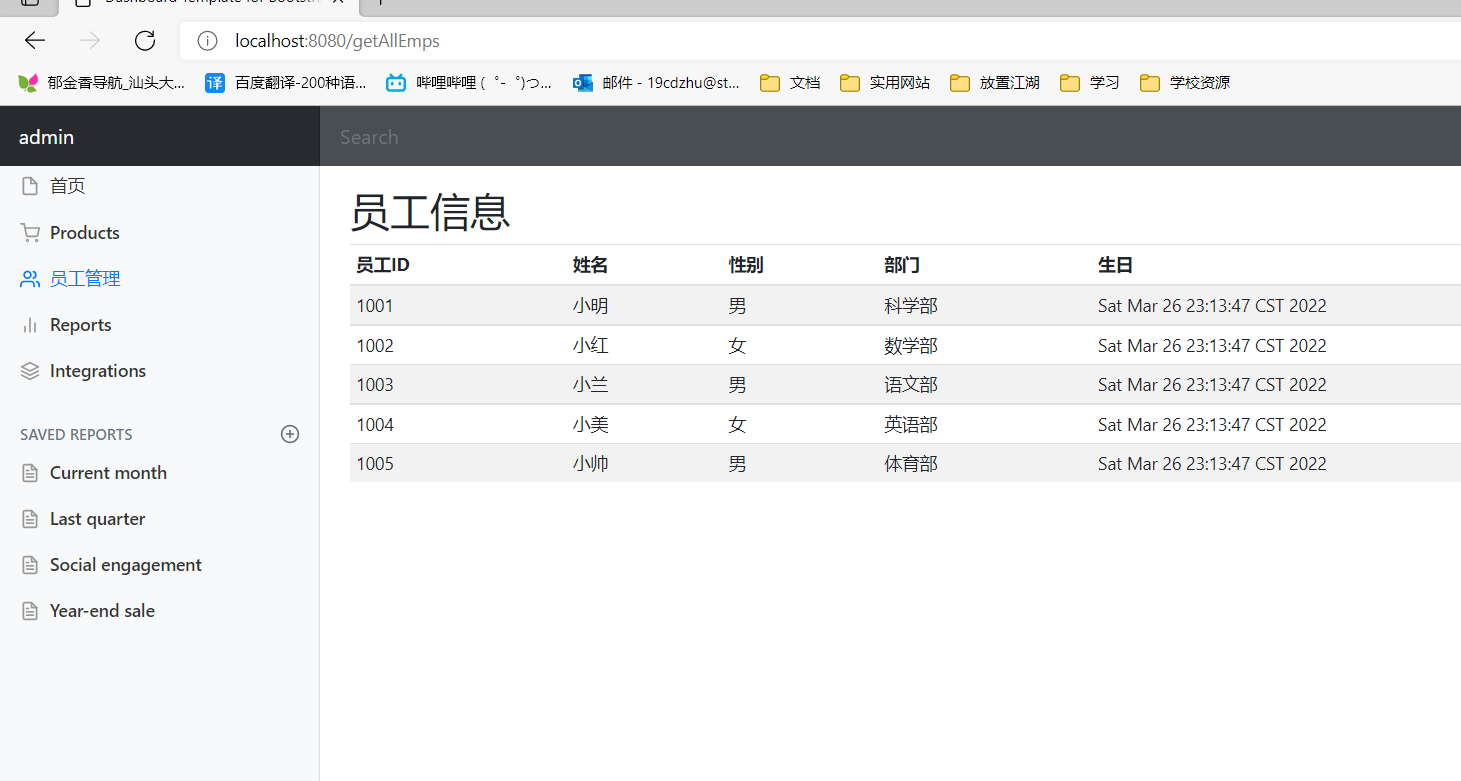 Dashboard Template for Bootstr
localhost:8080/getAllEmps
郁金香导航_汕头大... 百度翻译-200种语... 哔哩哔哩 (゜-゜)つ... 邮件 - 19cdzhu@st... 文档 实用网站 放置江湖 学习 学校资源
admin Search
首页
Products
员工管理
Reports
Integrations
SAVED REPORTS
Current month
Last quarter
Social engagement
Year-end sale
员工信息
员工ID 姓名 性别 部门 生日
1001 小明 男 科学部 Sat Mar 26 23:13:47 CST 2022
1002 小红 女 数学部 Sat Mar 26 23:13:47 CST 2022
1003 小兰 男 语文部 Sat Mar 26 23:13:47 CST 2022
1004 小美 女 英语部 Sat Mar 26 23:13:47 CST 2022
1005 小帅 男 体育部 Sat Mar 26 23:13:47 CST 2022